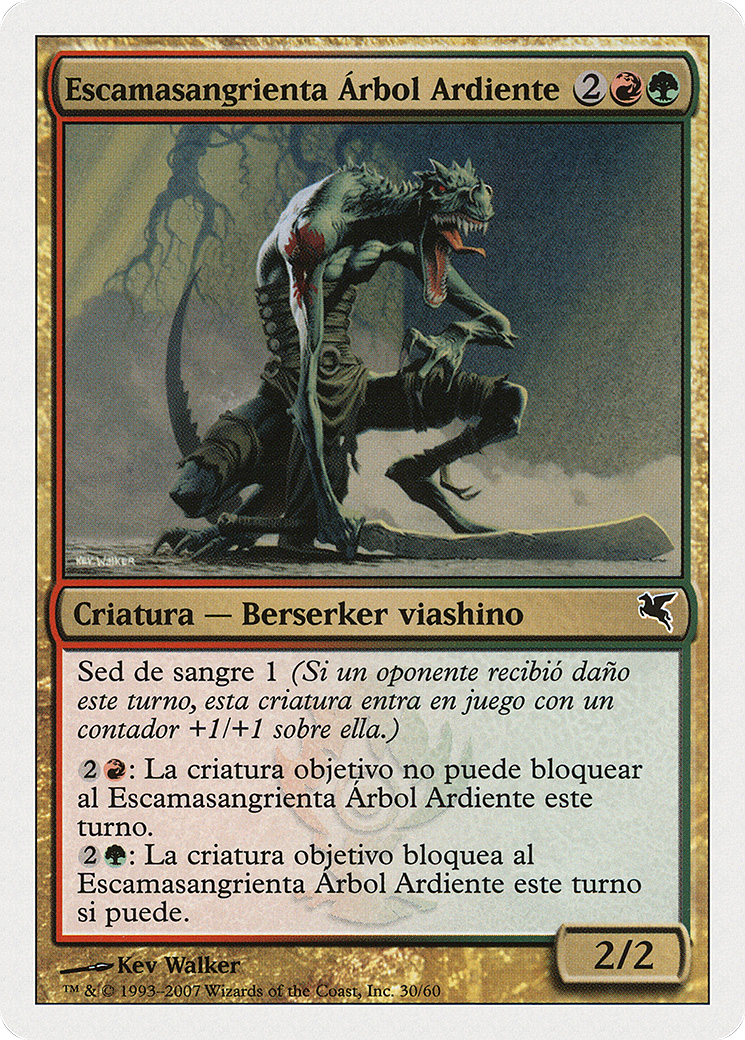 Escamasangrienta Árbol Ardiente 2
KEV WALKER
Criatura — Berserker viashino
Sed de sangre 1 (Si un oponente recibió daño
este turno, esta criatura entra en juego con un
contador +1/+1 sobre ella.)
2: La criatura objetivo no puede bloquear
al Escamasangrienta Árbol Ardiente este
turno.
2: La criatura objetivo bloquea al
Escamasangrienta Árbol Ardiente este turno
si puede.
2/2
Kev Walker
™ & © 1993–2007 Wizards of the Coast, Inc. 30/60